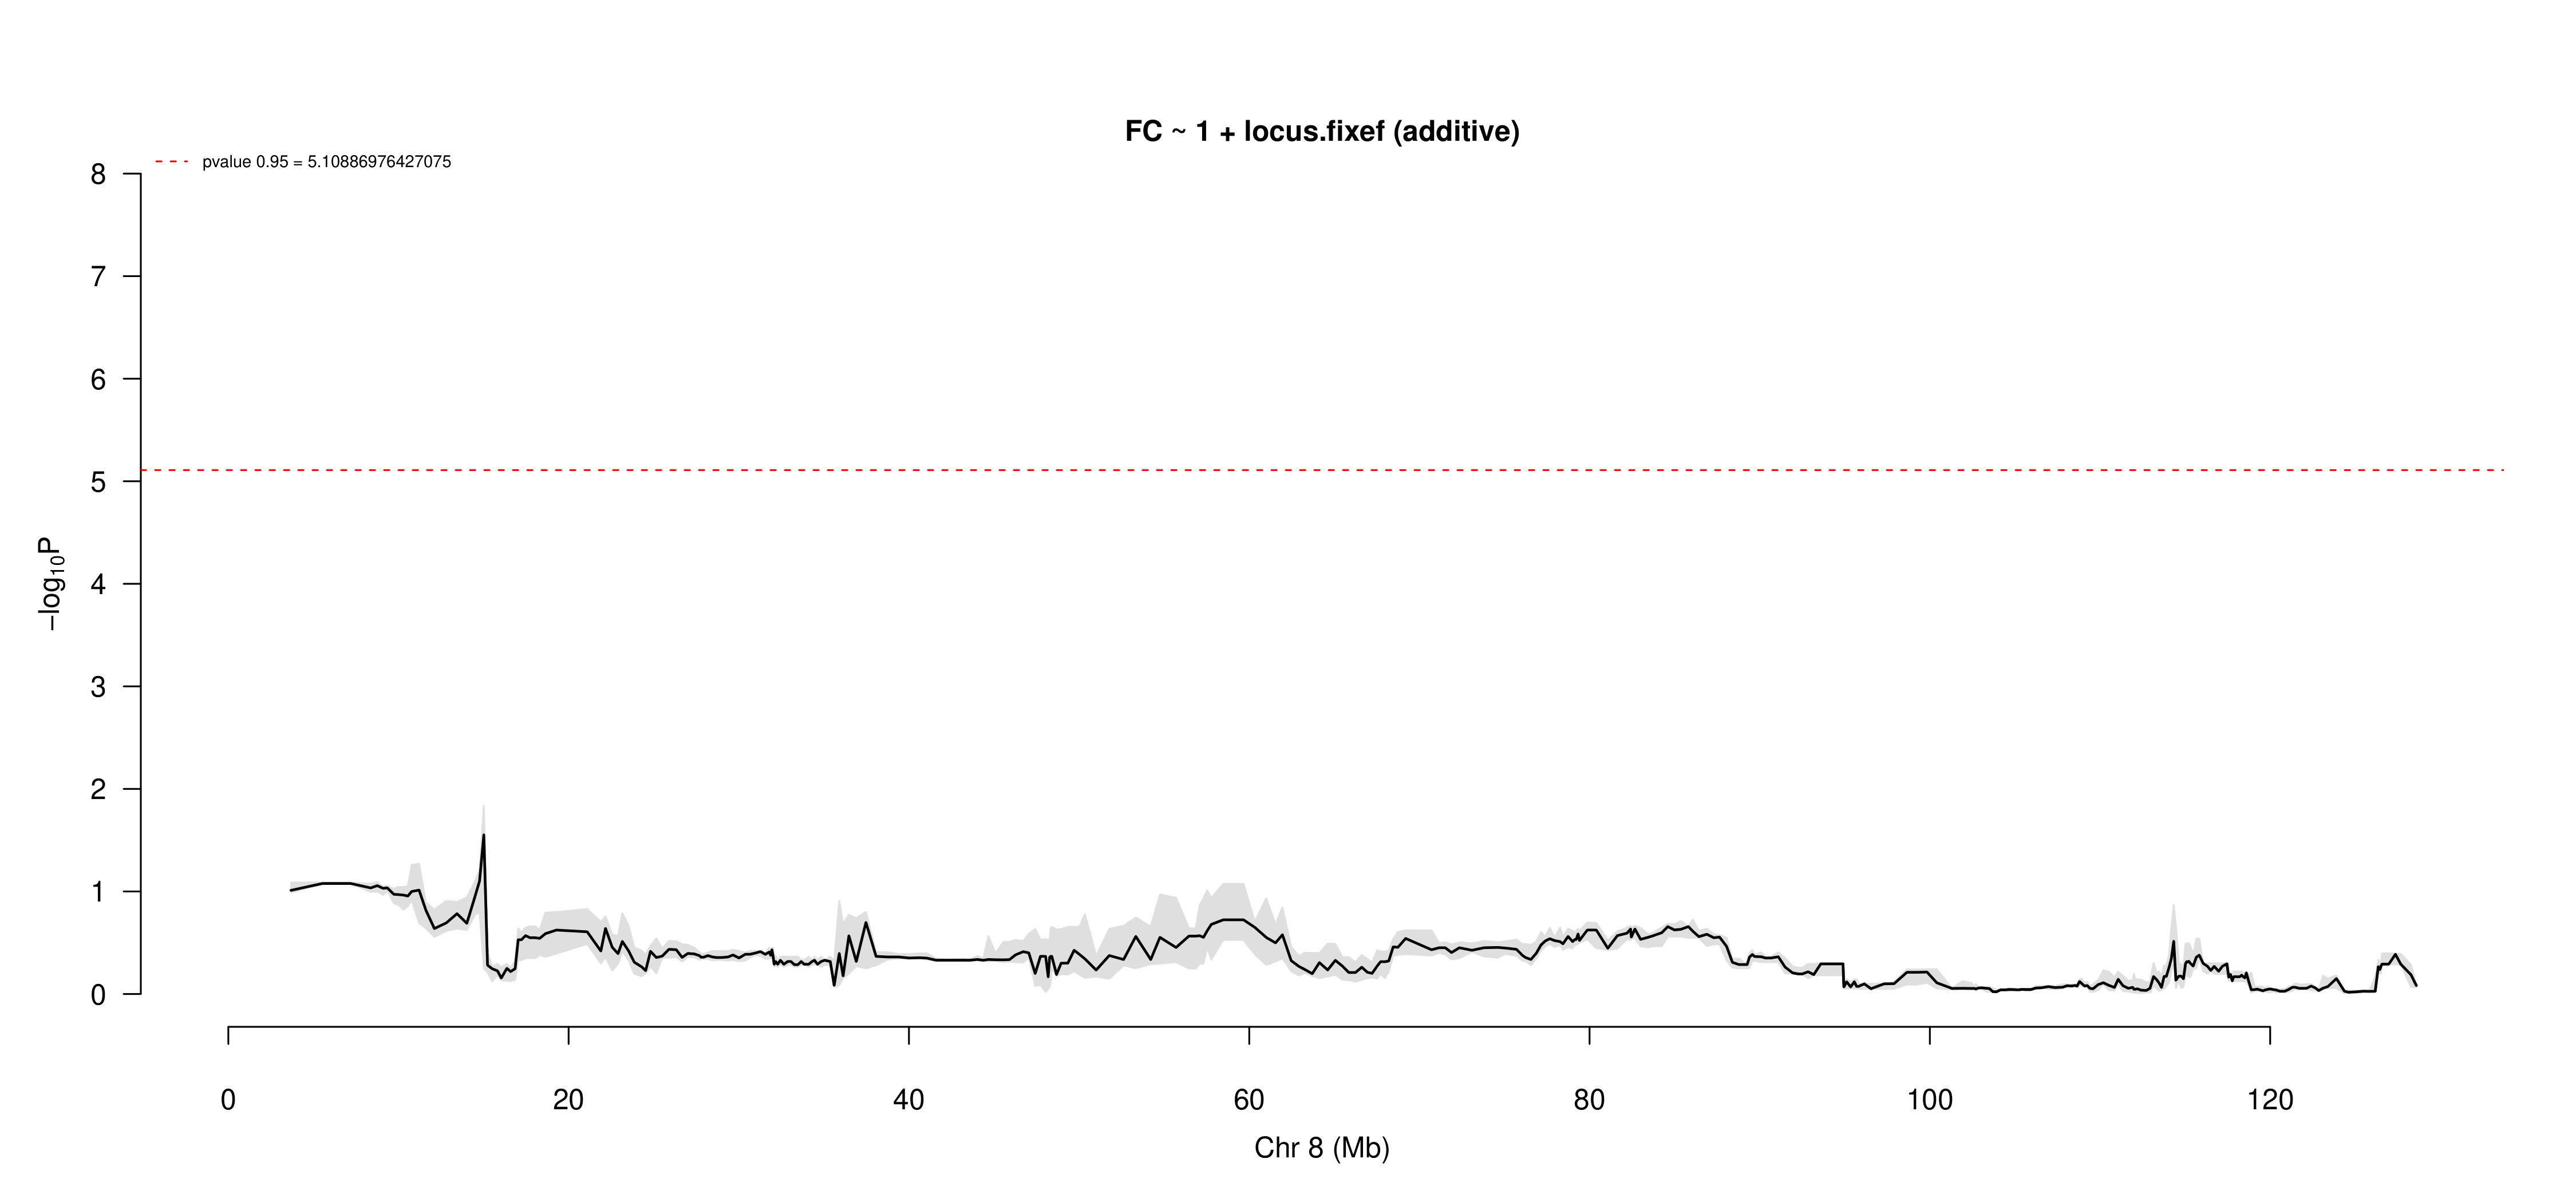 FC ~ 1 + locus.fixef (additive)
pvalue 0.95 = 5.10886976427075
8
7
6
5
4
3
2
1
0
−log10P
0 20 40 60 80 100 120
Chr 8 (Mb)